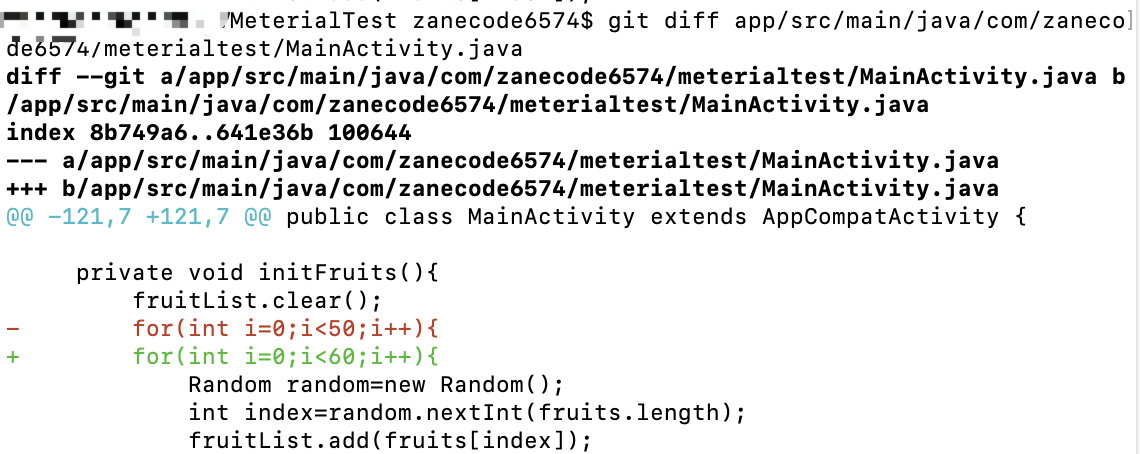 /MeterialTest zanecode6574$ git diff app/src/main/java/com/zaneco]
de6574/meterialtest/MainActivity.java
diff --git a/app/src/main/java/com/zanecode6574/meterialtest/MainActivity.java b
/app/src/main/java/com/zanecode6574/meterialtest/MainActivity.java
index 8b749a6..641e36b 100644
--- a/app/src/main/java/com/zanecode6574/meterialtest/MainActivity.java
+++ b/app/src/main/java/com/zanecode6574/meterialtest/MainActivity.java
@@ -121,7 +121,7 @@ public class MainActivity extends AppCompatActivity {
     private void initFruits(){
         fruitList.clear();
-        for(int i=0;i<50;i++){
+        for(int i=0;i<60;i++){
             Random random=new Random();
             int index=random.nextInt(fruits.length);
             fruitList.add(fruits[index]);